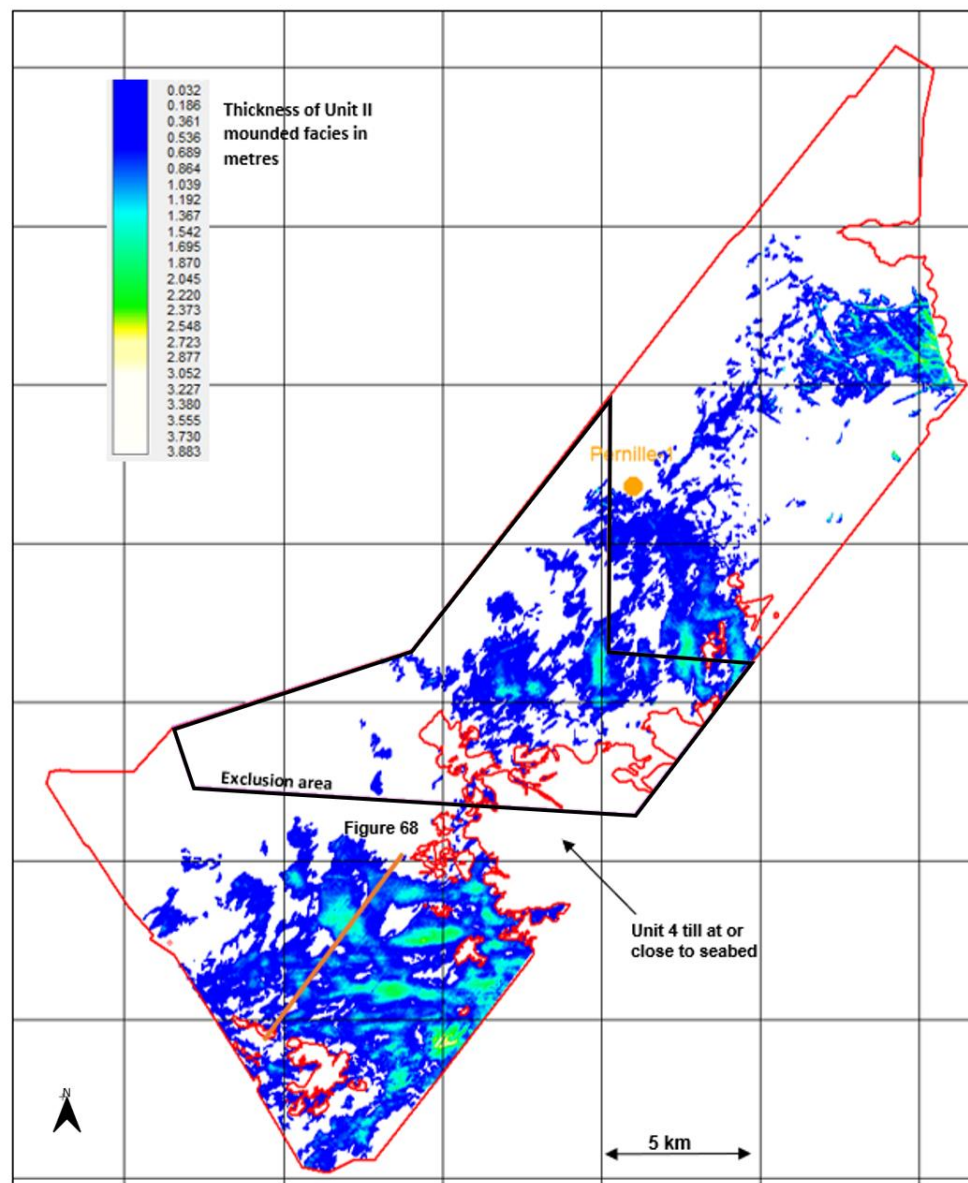 0.032
0.186
0.361
0.536
0.689
0.864
1.039
1.192
1.367
1.542
1.695
1.870
2.045
2.220
2.373
2.548
2.723
2.877
3.052
3.227
3.380
3.555
3.730
3.883
Thickness of Unit II
mounded facies in
metres
Exclusion area
Figure 68
Unit 4 till at or
close to seabed
N
5 km